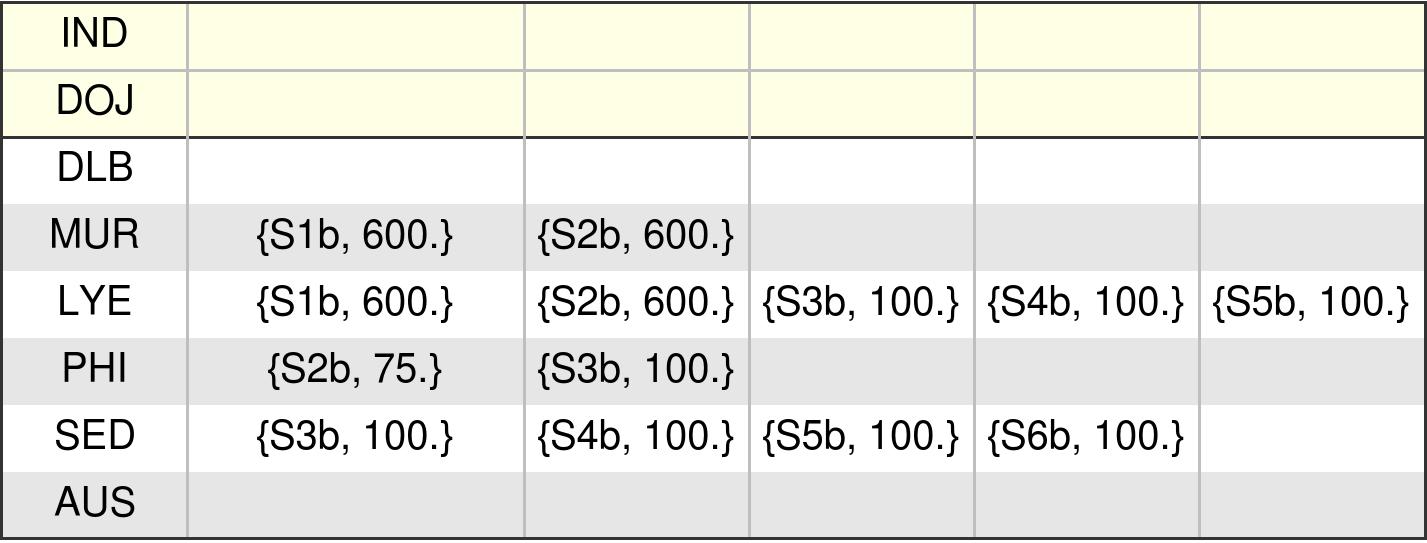 IND
DOJ
DLB
MUR {S1b, 600.} {S2b, 600.}
LYE {S1b, 600.} {S2b, 600.} {S3b, 100.} {S4b, 100.} {S5b, 100.}
PHI {S2b, 75.} {S3b, 100.}
SED {S3b, 100.} {S4b, 100.} {S5b, 100.} {S6b, 100.}
AUS